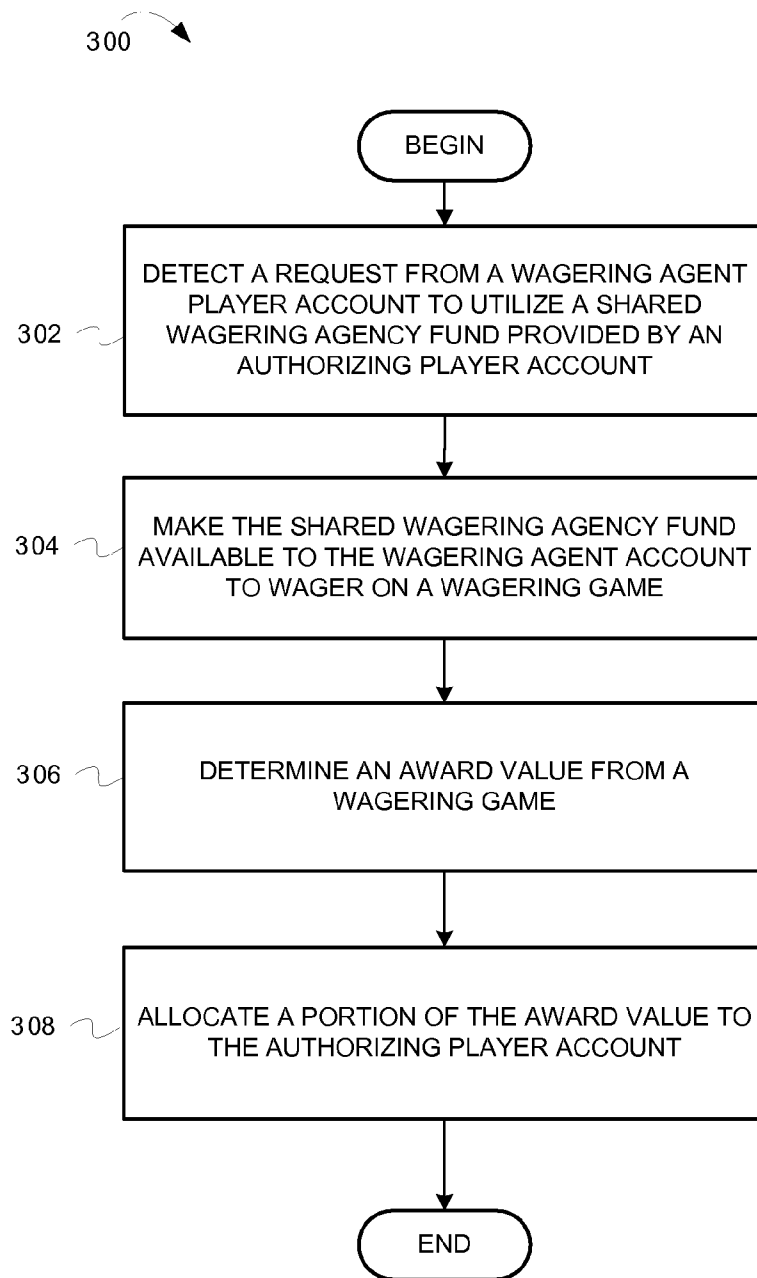 300
BEGIN
DETECT A REQUEST FROM A WAGERING AGENT
PLAYER ACCOUNT TO UTILIZE A SHARED
WAGERING AGENCY FUND PROVIDED BY AN
AUTHORIZING PLAYER ACCOUNT
302
MAKE THE SHARED WAGERING AGENCY FUND
AVAILABLE TO THE WAGERING AGENT ACCOUNT
TO WAGER ON A WAGERING GAME
304
DETERMINE AN AWARD VALUE FROM A
WAGERING GAME
306
ALLOCATE A PORTION OF THE AWARD VALUE TO
THE AUTHORIZING PLAYER ACCOUNT
308
END